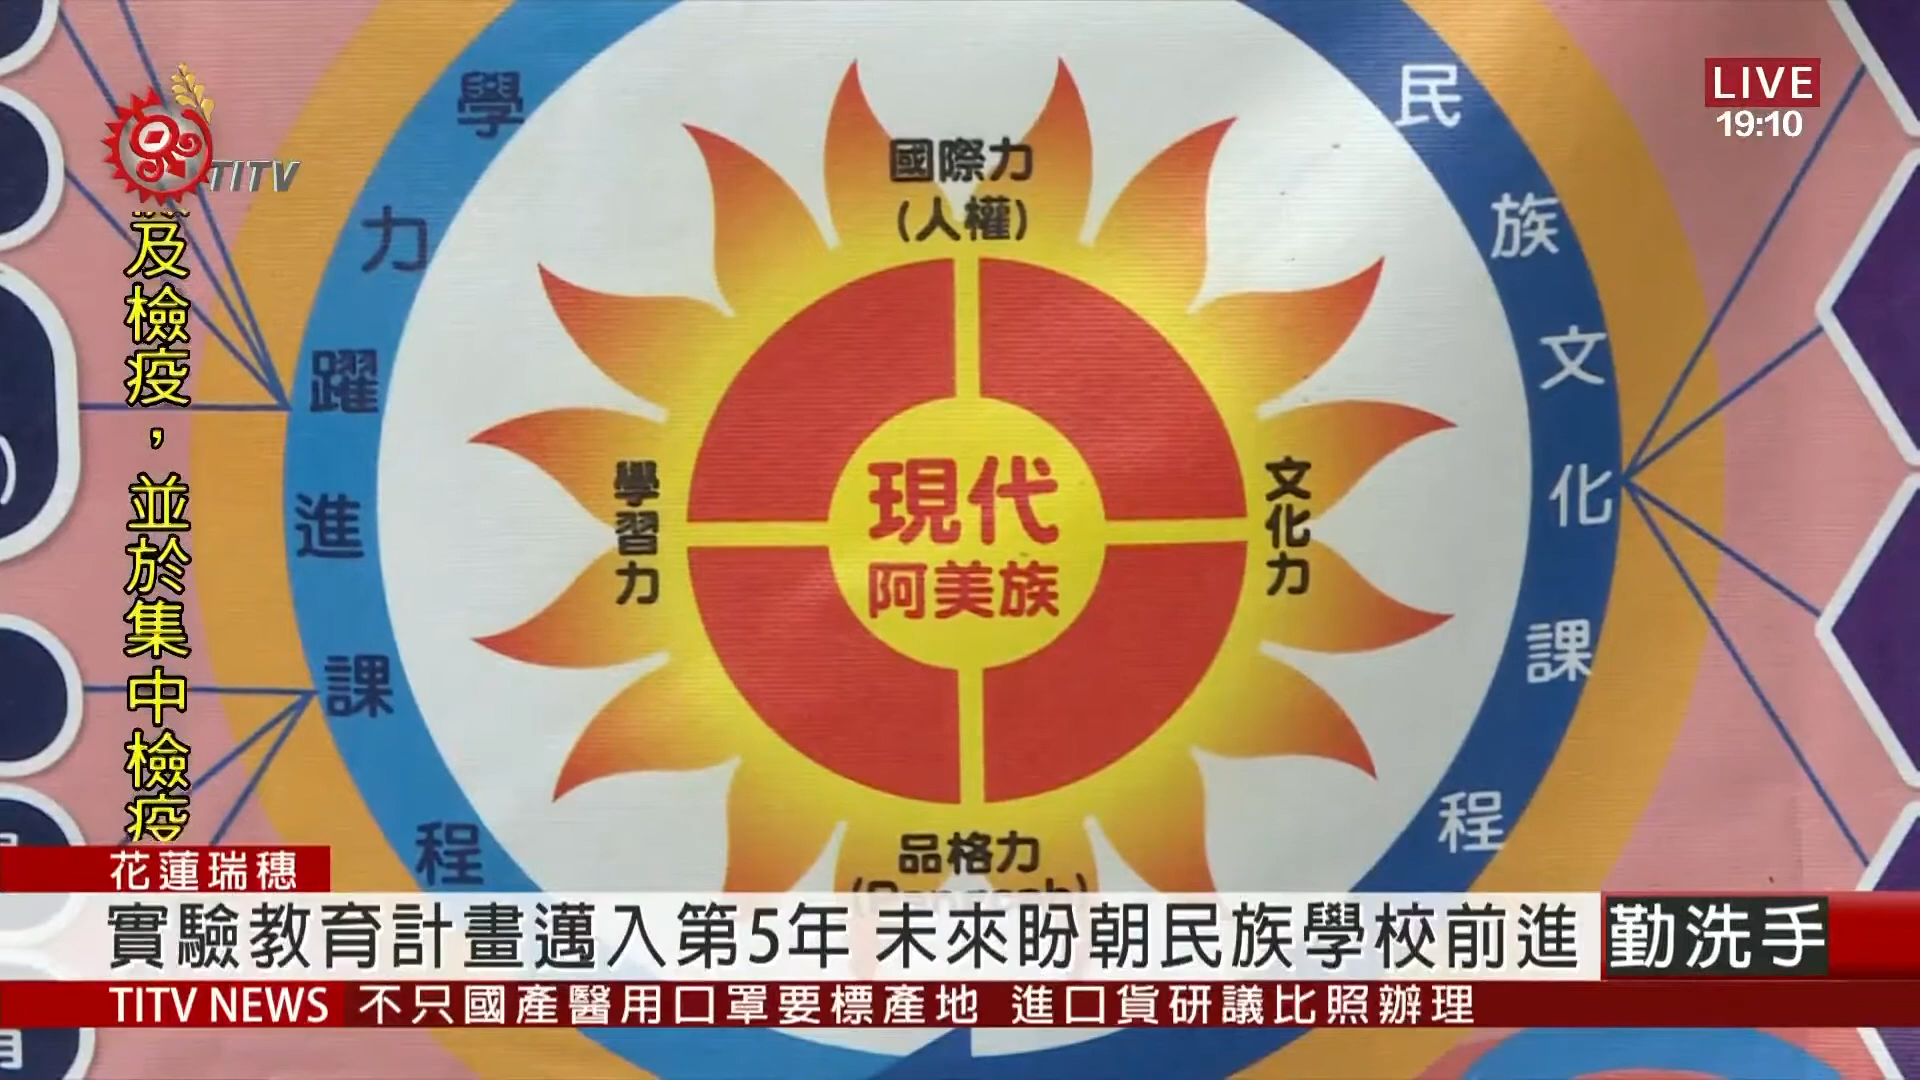 TITV
LIVE
19:10
及檢疫，並於集中檢疫
學力躍進課程
民族文化課程
國際力
(人權)
學習力
文化力
現代
阿美族
品格力
花蓮瑞穗
實驗教育計畫邁入第5年 未來盼朝民族學校前進
勤洗手
TITV NEWS 不只國產醫用口罩要標產地 進口貨研議比照辦理